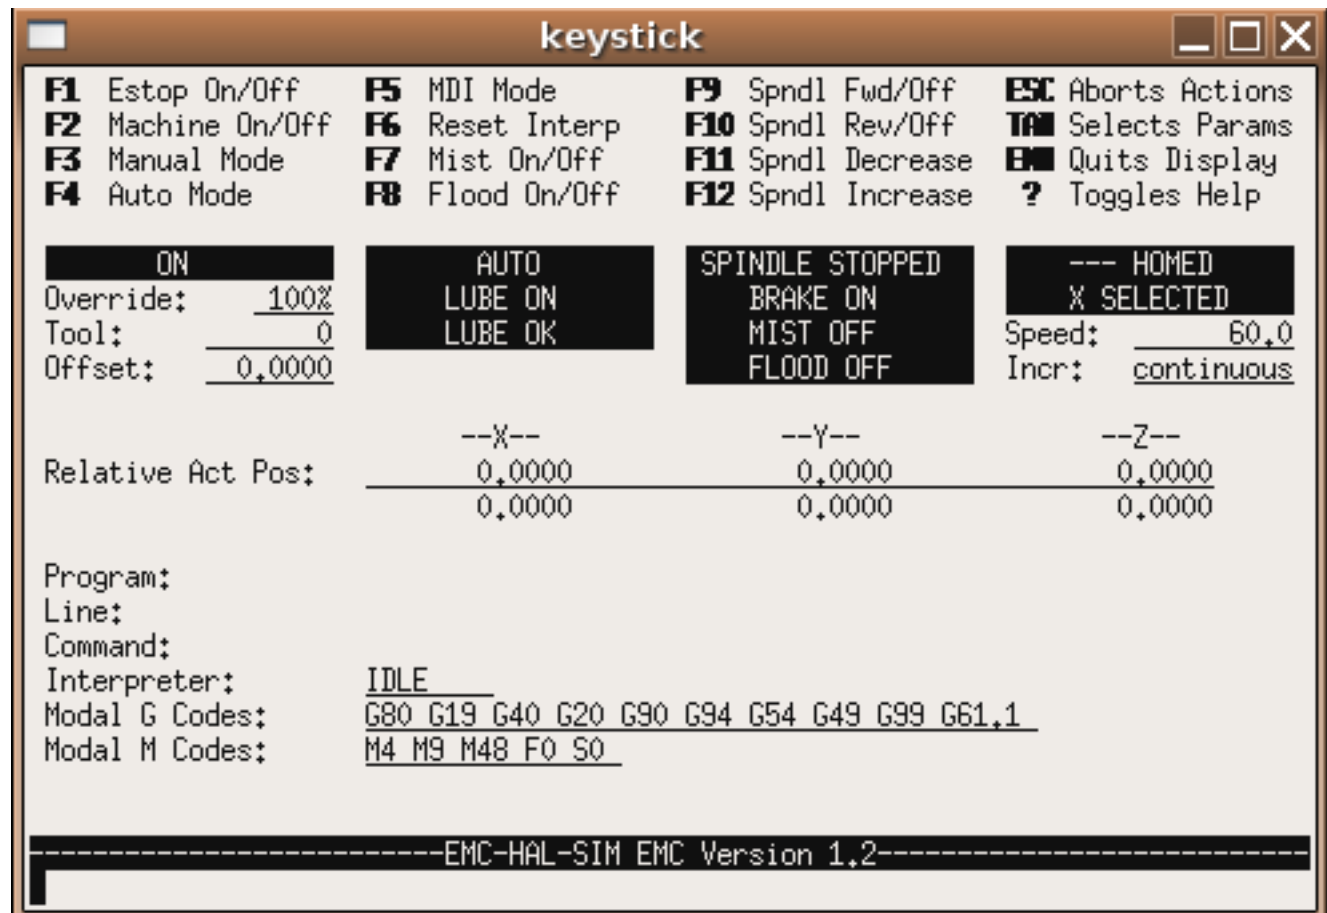 keystick
F1 Estop On/Off F5 MDI Mode F9 Spndl Fwd/Off ESC Aborts Actions
F2 Machine On/Off F6 Reset Interp F10 Spndl Rev/Off TAB Selects Params
F3 Manual Mode F7 Mist On/Off F11 Spndl Decrease Quits Display
F4 Auto Mode F8 Flood On/Off F12 Spndl Increase ? Toggles Help
ON AUTO SPINDLE STOPPED --- HOMED
Override: 100% LUBE ON BRAKE ON X SELECTED
Tool: 0 LUBE OK MIST OFF Speed: 60.0
Offset: 0.0000 FLOOD OFF Incr: continuous
--X-- --Y-- --Z--
Relative Act Pos: 0.0000 0.0000 0.0000
0.0000 0.0000 0.0000
Program:
Line:
Command:
Interpreter: IDLE
Modal G Codes: G80 G19 G40 G20 G90 G94 G54 G49 G99 G61.1
Modal M Codes: M4 M9 M48 F0 S0
--------------------------EMC-HAL-SIM EMC Version 1.2---------------------------